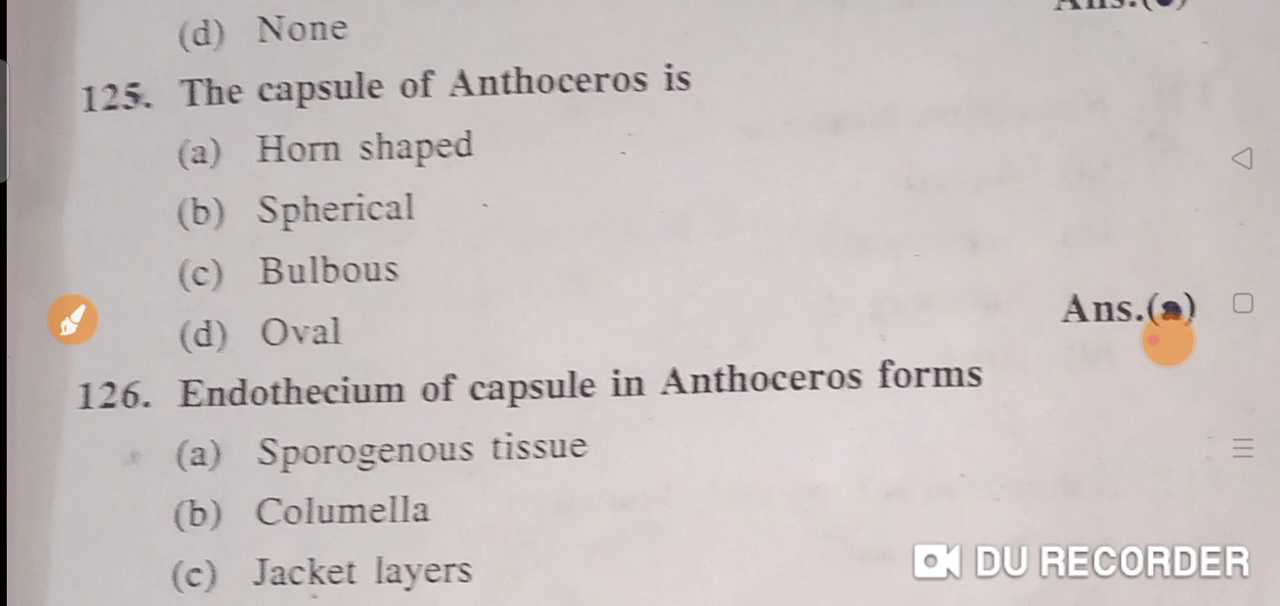 (d) None
125. The capsule of Anthoceros is
(a) Horn shaped
(b) Spherical
(c) Bulbous
(d) Oval
Ans.(a)
126. Endothecium of capsule in Anthoceros forms
(a) Sporogenous tissue
(b) Columella
(c) Jacket layers
DU RECORDER